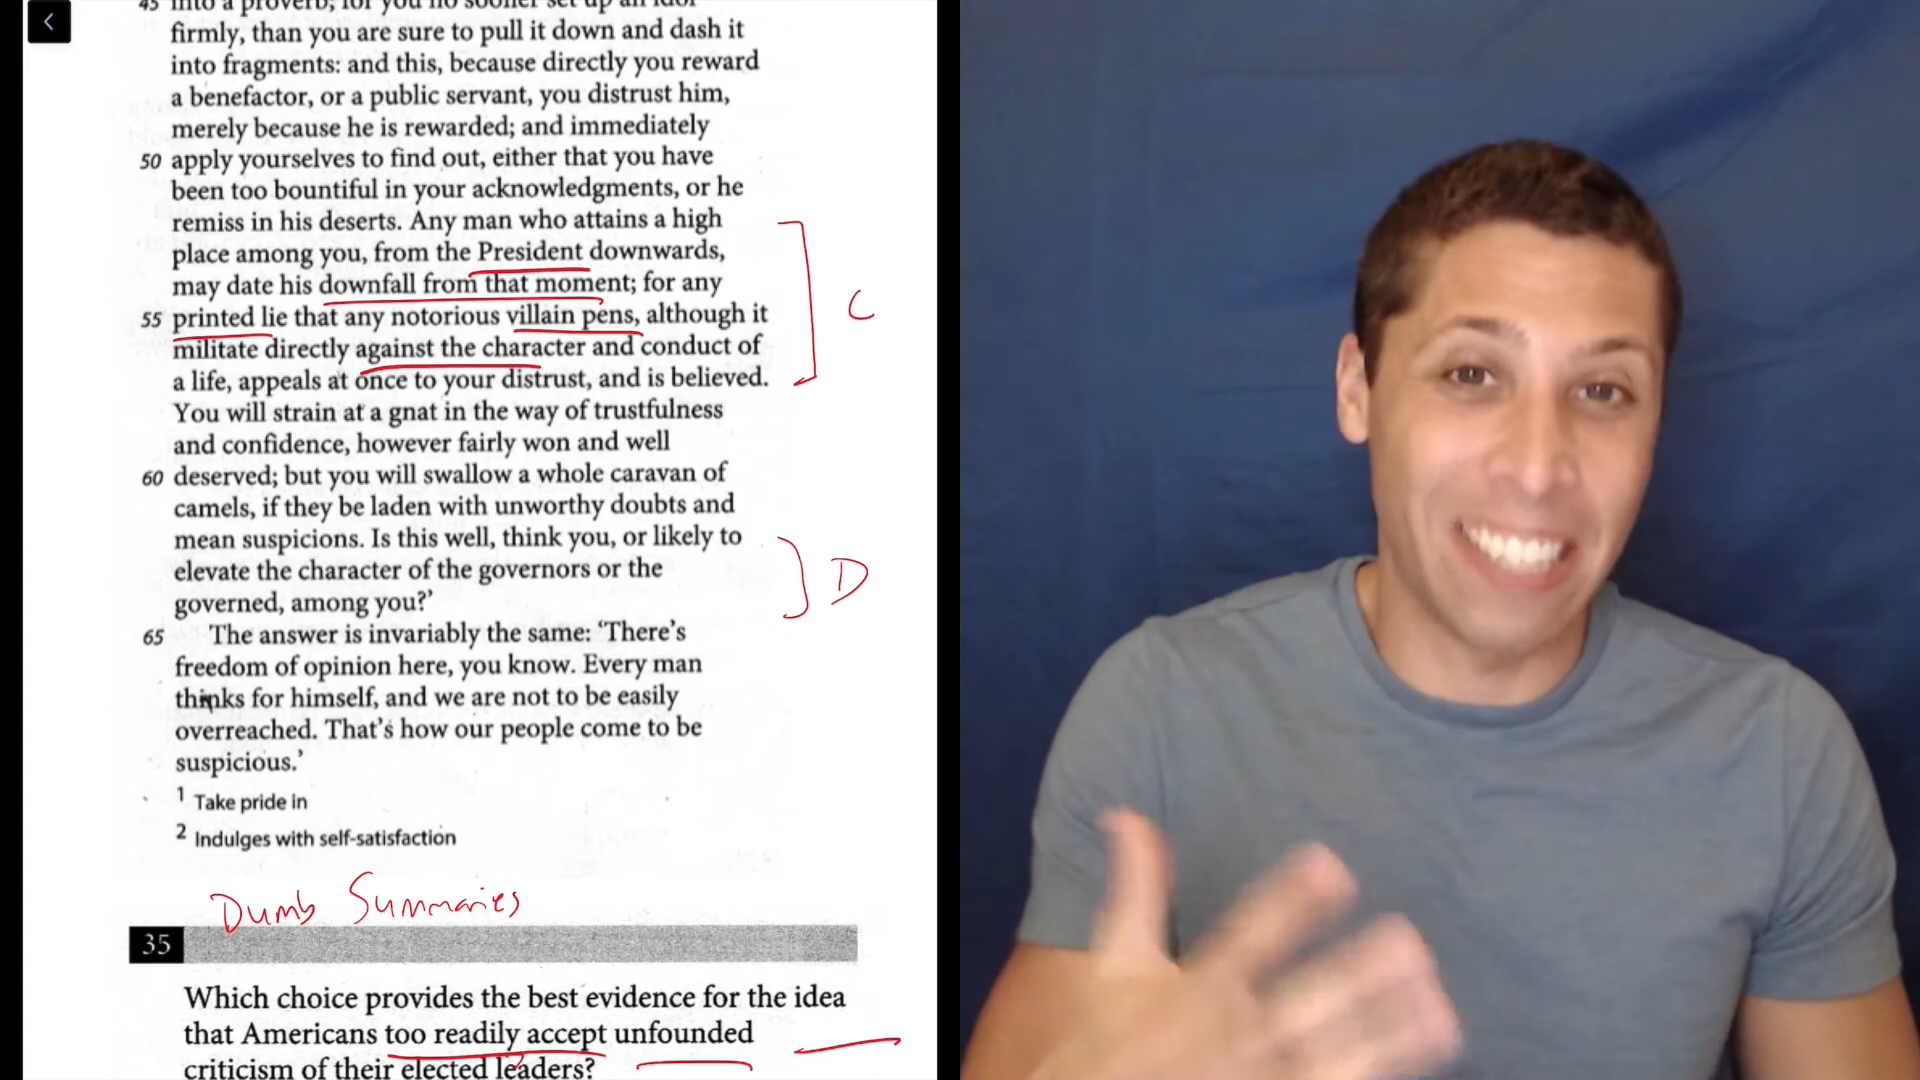 45 into a proverb; for you no sooner set up an idol
firmly, than you are sure to pull it down and dash it
into fragments: and this, because directly you reward
a benefactor, or a public servant, you distrust him,
merely because he is rewarded; and immediately
50 apply yourselves to find out, either that you have
been too bountiful in your acknowledgments, or he
remiss in his deserts. Any man who attains a high
place among you, from the President downwards,
may date his downfall from that moment; for any
55 printed lie that any notorious villain pens, although it
militate directly against the character and conduct of
a life, appeals at once to your distrust, and is believed.
You will strain at a gnat in the way of trustfulness
and confidence, however fairly won and well
60 deserved; but you will swallow a whole caravan of
camels, if they be laden with unworthy doubts and
mean suspicions. Is this well, think you, or likely to
elevate the character of the governors or the
governed, among you?’
65 The answer is invariably the same: ‘There’s
freedom of opinion here, you know. Every man
thinks for himself, and we are not to be easily
overreached. That’s how our people come to be
suspicious.’
C
D
1 Take pride in
2 Indulges with self-satisfaction
Dumb Summaries
35
Which choice provides the best evidence for the idea
that Americans too readily accept unfounded
criticism of their elected leaders?